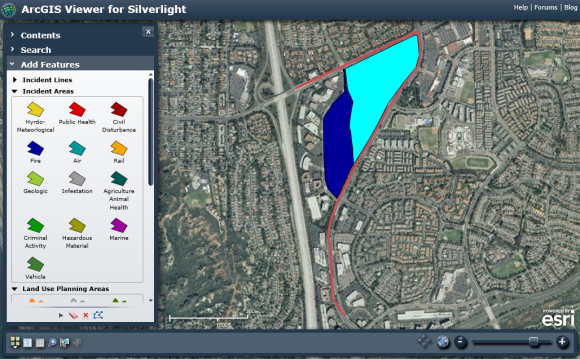 ArcGIS Viewer for Silverlight
Help | Forums | Blog
Contents
Search
Add Features
Incident Lines
Incident Areas
Hyrdo-
Meteorological
Public Health
Civil
Disturbance
Fire
Air
Rail
Geologic
Infestation
Agriculture
Animal
Health
Criminal
Activity
Hazardous
Material
Marine
Vehicle
Land Use Planning Areas
POWERED BY
esri